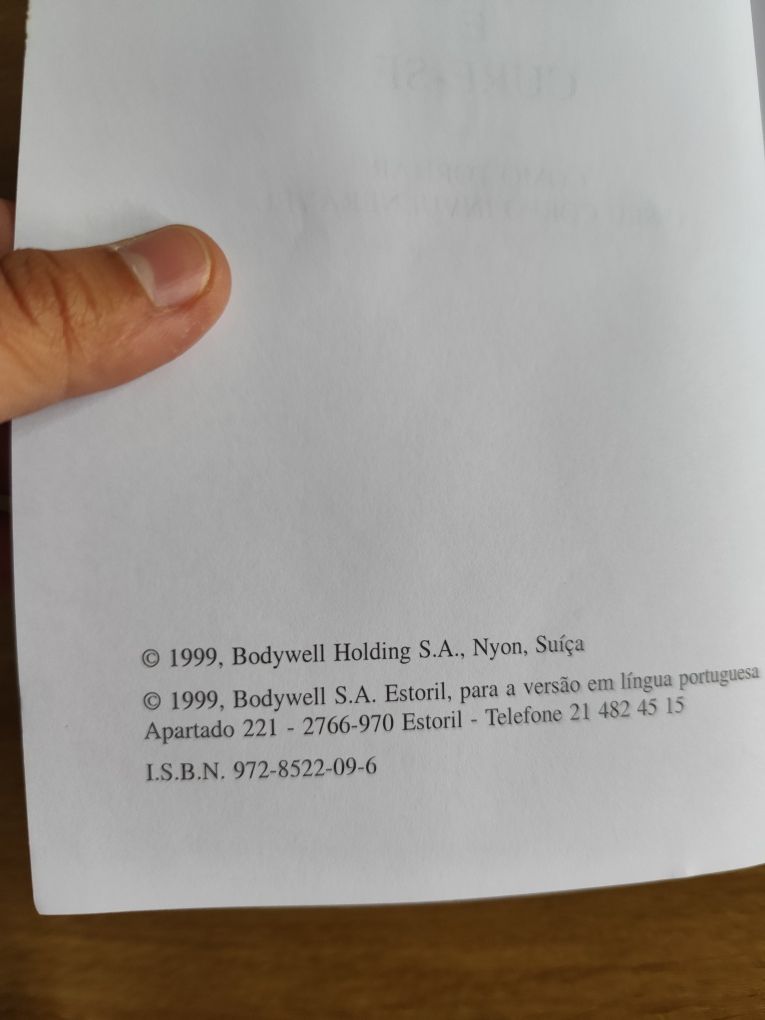 © 1999, Bodywell Holding S.A., Nyon, Suíça
© 1999, Bodywell S.A. Estoril, para a versão em língua portuguesa
Apartado 221 - 2766-970 Estoril - Telefone 21 482 45 15
I.S.B.N. 972-8522-09-6